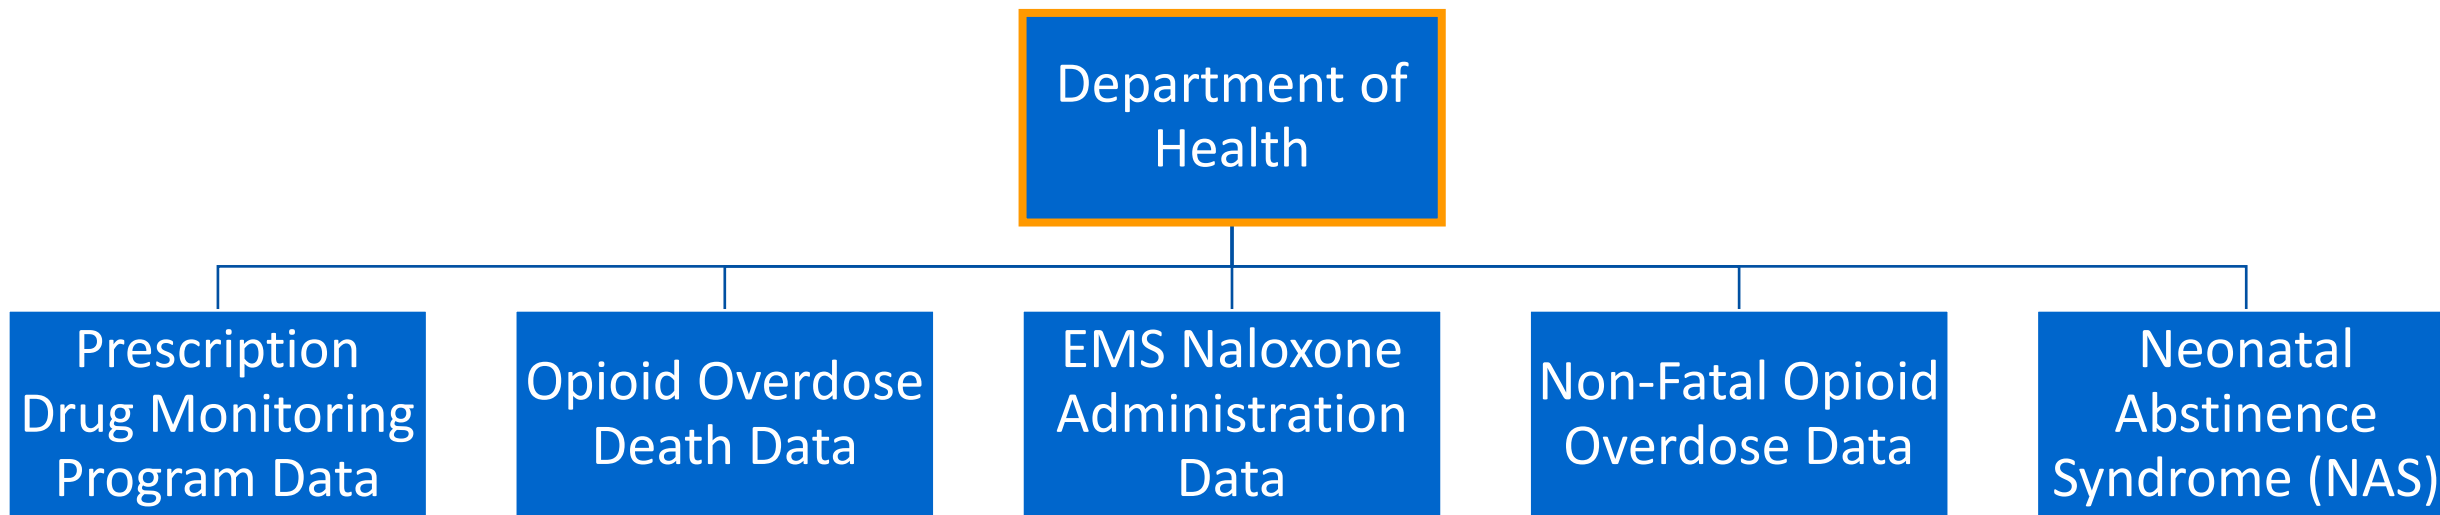 Department of
Health
Prescription
Drug Monitoring
Program Data
Opioid Overdose
Death Data
EMS Naloxone
Administration
Data
Non-Fatal Opioid
Overdose Data
Neonatal
Abstinence
Syndrome (NAS)